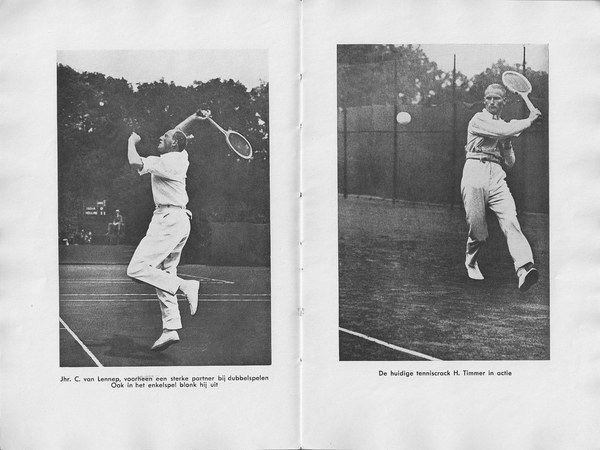 Jhr. C. van Lennep, voorheen een sterke partner bij dubbelspelen
Ook in het enkelspel blonk hij uit
De huidige tenniscrack H. Timmer in actie